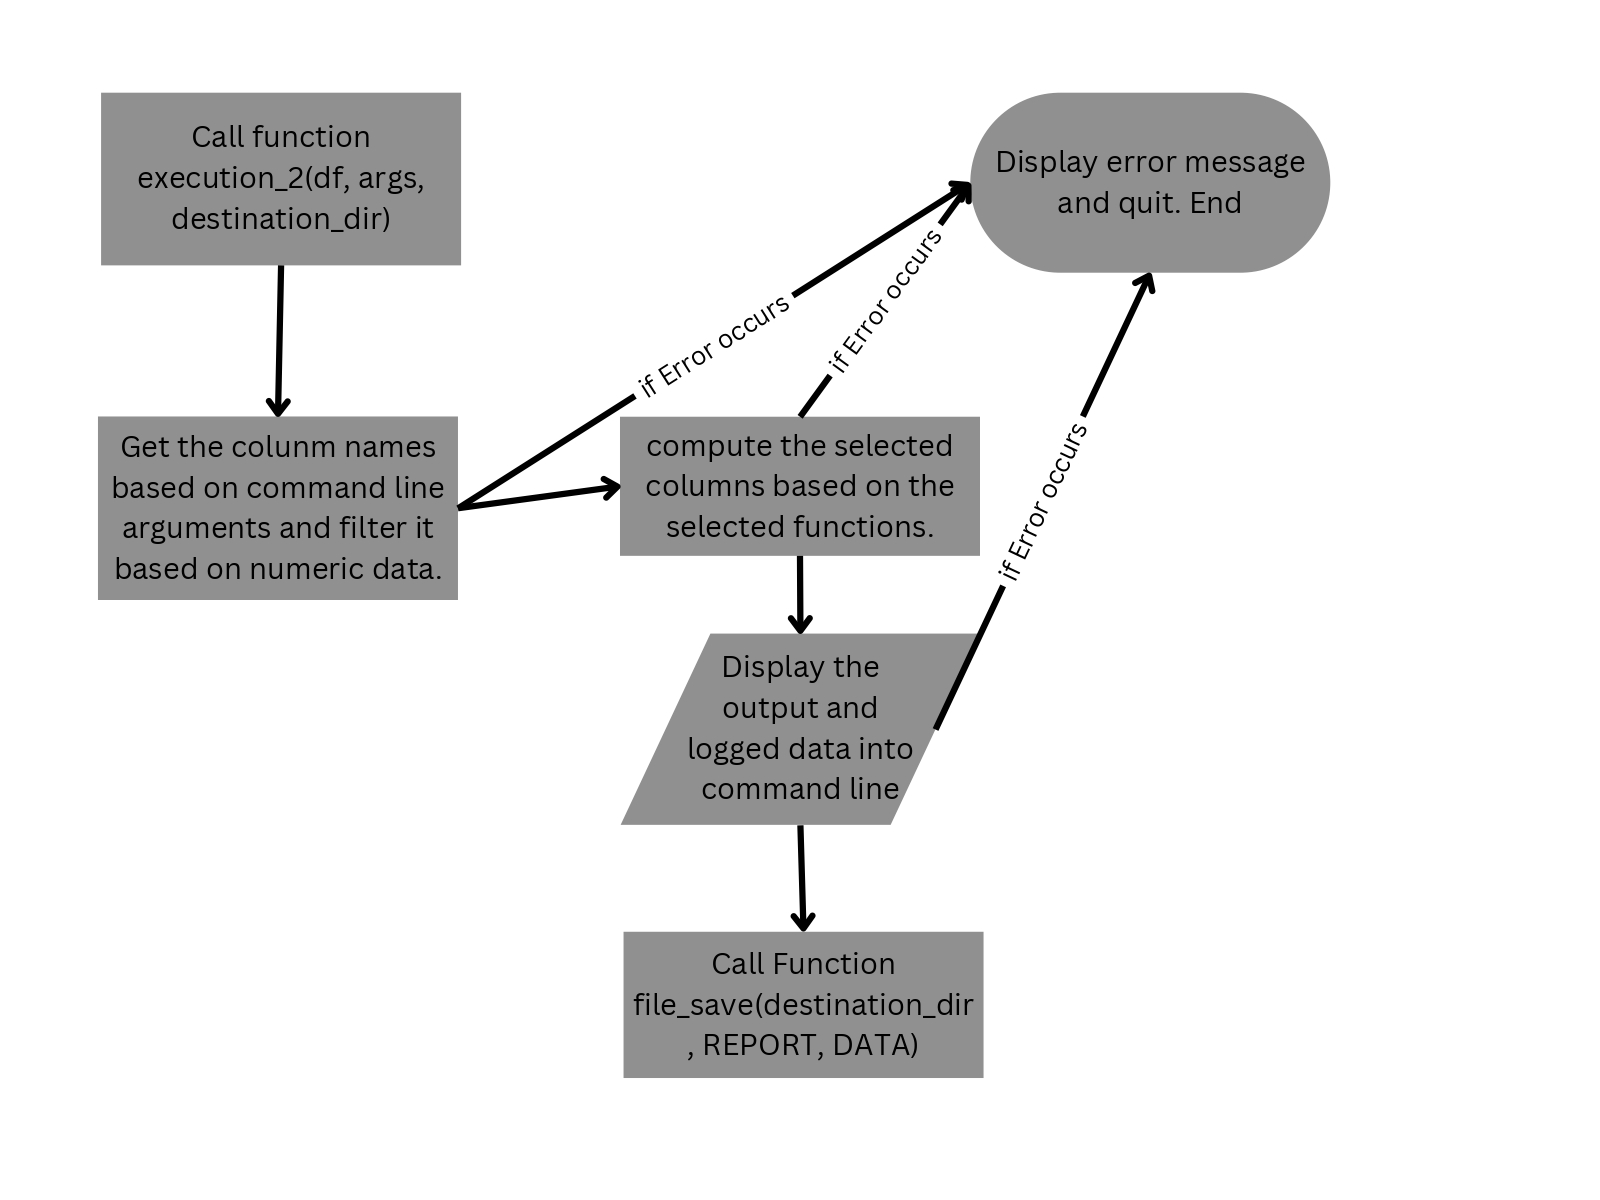 Call function
execution_2(df, args,
destination_dir)
Display error message
and quit. End
if Error occurs
if Error occurs
if Error occurs
Get the colunm names
based on command line
arguments and filter it
based on numeric data.
compute the selected
columns based on the
selected functions.
Display the
output and
logged data into
command line
Call Function
file_save(destination_dir
, REPORT, DATA)